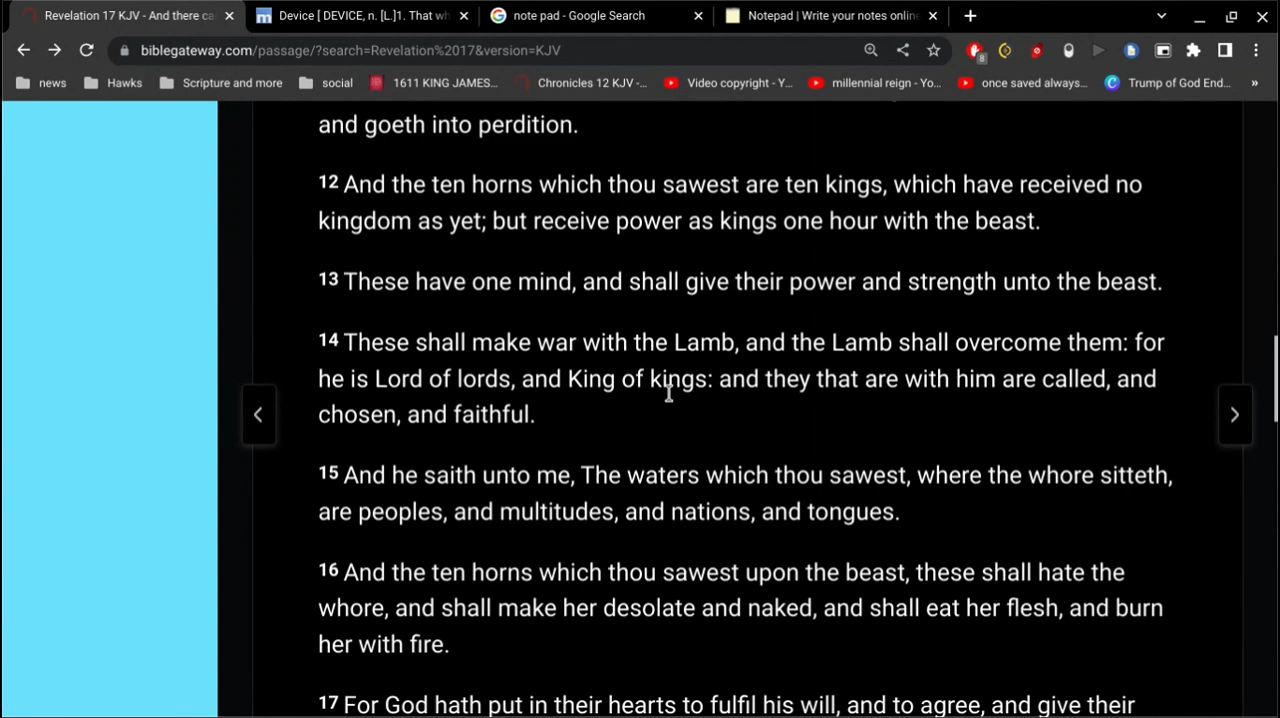 Revelation 17 KJV - And there ca
Device [ DEVICE, n. [L.]1. That wh
note pad - Google Search
Notepad | Write your notes online
biblegateway.com/passage/?search=Revelation%2017&version=KJV
8
news
Hawks
Scripture and more
social
1611 KING JAMES...
Chronicles 12 KJV -...
Video copyright - Y...
millennial reign - Yo...
once saved always...
Trump of God End...
»
and goeth into perdition.
12 And the ten horns which thou sawest are ten kings, which have received no
kingdom as yet; but receive power as kings one hour with the beast.
13 These have one mind, and shall give their power and strength unto the beast.
14 These shall make war with the Lamb, and the Lamb shall overcome them: for
he is Lord of lords, and King of kings: and they that are with him are called, and
chosen, and faithful.
15 And he saith unto me, The waters which thou sawest, where the whore sitteth,
are peoples, and multitudes, and nations, and tongues.
16 And the ten horns which thou sawest upon the beast, these shall hate the
whore, and shall make her desolate and naked, and shall eat her flesh, and burn
her with fire.
17 For God hath put in their hearts to fulfil his will, and to agree, and give their